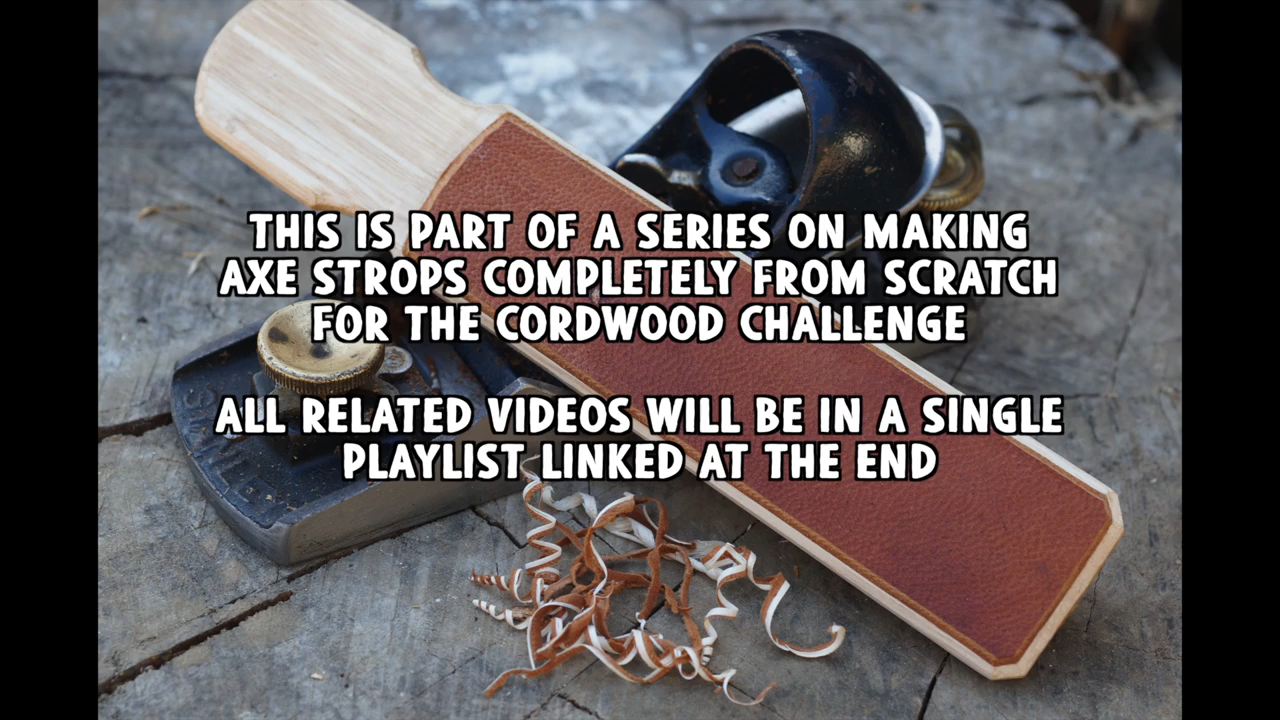 THIS IS PART OF A SERIES ON MAKING
AXE STROPS COMPLETELY FROM SCRATCH
FOR THE CORDWOOD CHALLENGE
ALL RELATED VIDEOS WILL BE IN A SINGLE
PLAYLIST LINKED AT THE END